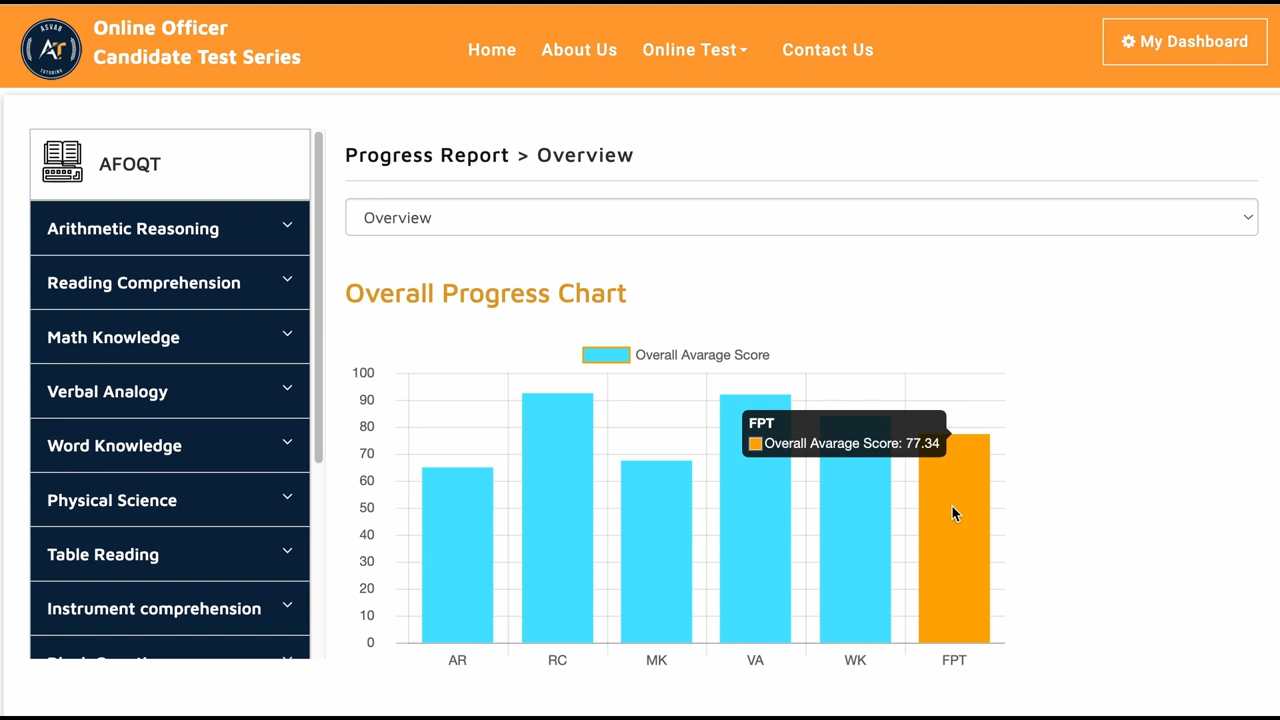 ASVAB
AT
TUTORING
Online Officer
Candidate Test Series
Home
About Us
Online Test
Contact Us
My Dashboard
AFOQT
Arithmetic Reasoning
Reading Comprehension
Math Knowledge
Verbal Analogy
Word Knowledge
Physical Science
Table Reading
Instrument comprehension
Progress Report > Overview
Overview
Overall Progress Chart
Overall Avarage Score
100
90
80
70
60
50
40
30
20
10
0
FPT
Overall Avarage Score: 77.34
AR
RC
MK
VA
WK
FPT